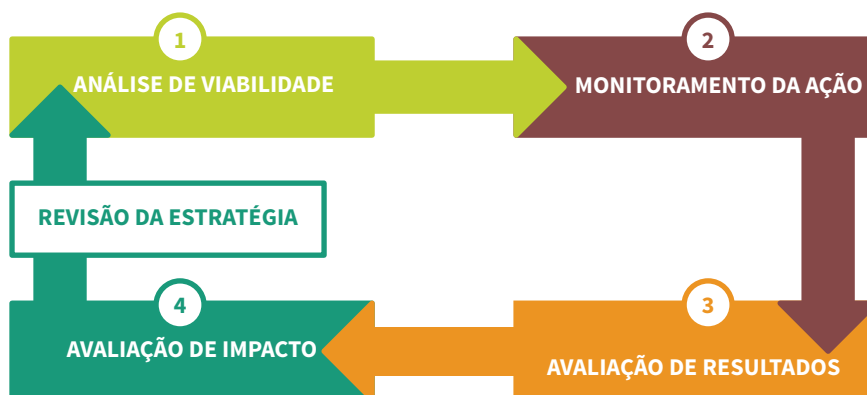 1
ANÁLISE DE VIABILIDADE
2
MONITORAMENTO DA AÇÃO
REVISÃO DA ESTRATÉGIA
3
AVALIAÇÃO DE RESULTADOS
4
AVALIAÇÃO DE IMPACTO